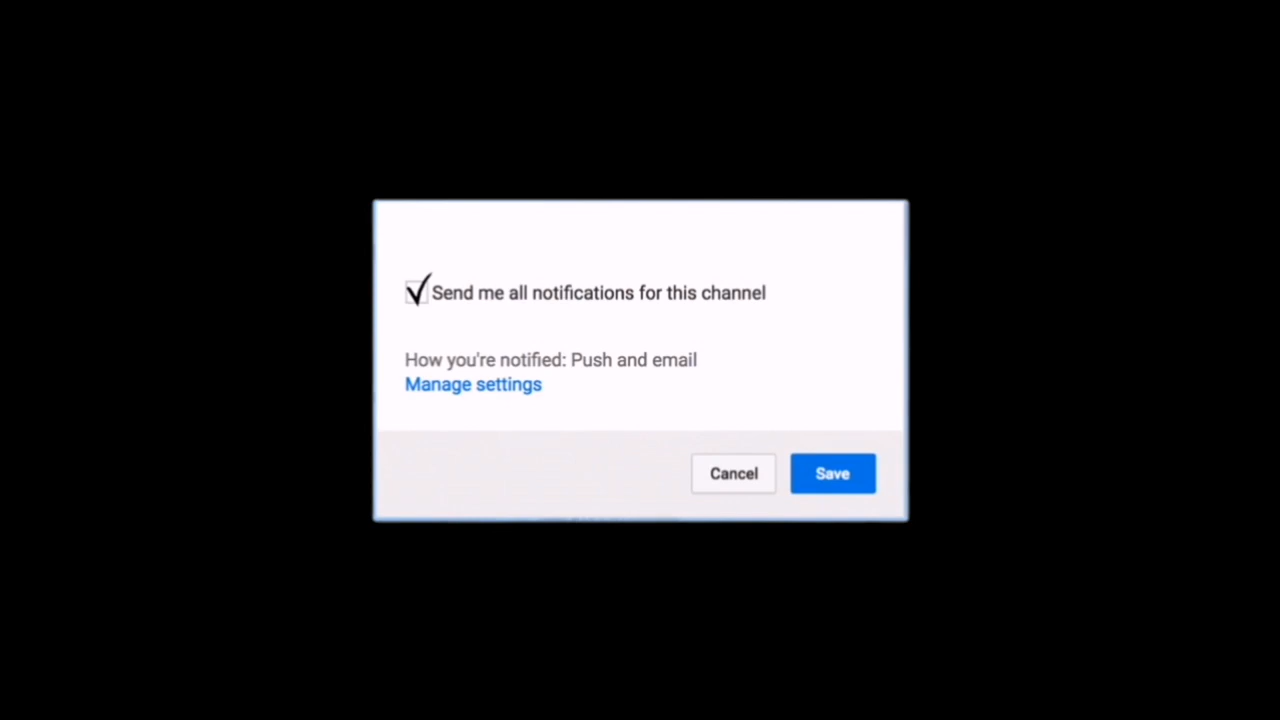 Send me all notifications for this channel
How you're notified: Push and email
Manage settings
Cancel Save